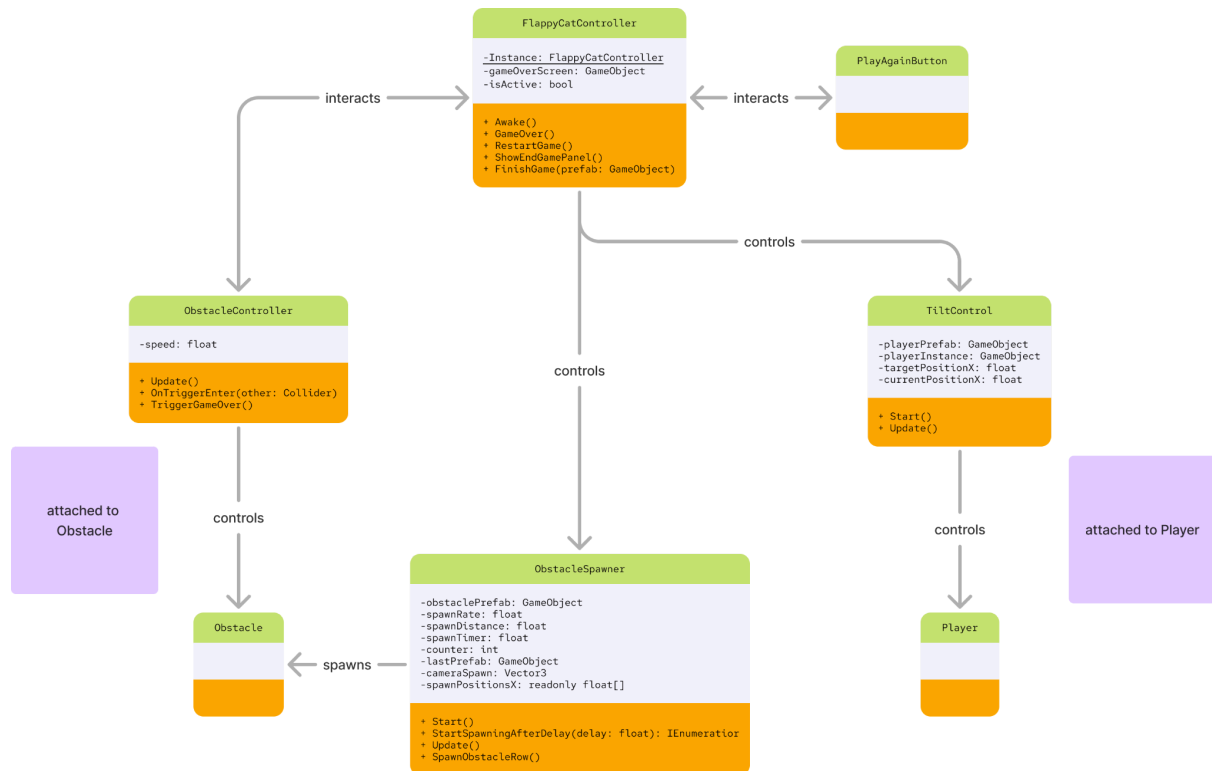 FlappyCatController
-Instance: FlappyCatController
-gameOverScreen: GameObject
-isActive: bool
+ Awake()
+ GameOver()
+ RestartGame()
+ ShowEndGamePanel()
+ FinishGame(prefab: GameObject)
interacts
interacts
PlayAgainButton
controls
controls
ObstacleController
-speed: float
+ Update()
+ OnTriggerEnter(other: Collider)
+ TriggerGameOver()
TiltControl
-playerPrefab: GameObject
-playerInstance: GameObject
-targetPositionX: float
-currentPositionX: float
+ Start()
+ Update()
attached to
Obstacle
controls
controls
attached to Player
ObstacleSpawner
-obstaclePrefab: GameObject
-spawnRate: float
-spawnDistance: float
-spawnTimer: float
-counter: int
-lastPrefab: GameObject
-cameraSpawn: Vector3
-spawnPositionsX: readonly float[]
+ Start()
+ StartSpawningAfterDelay(delay: float): IEnumeratior
+ Update()
+ SpawnObstacleRow()
Obstacle
spawns
Player